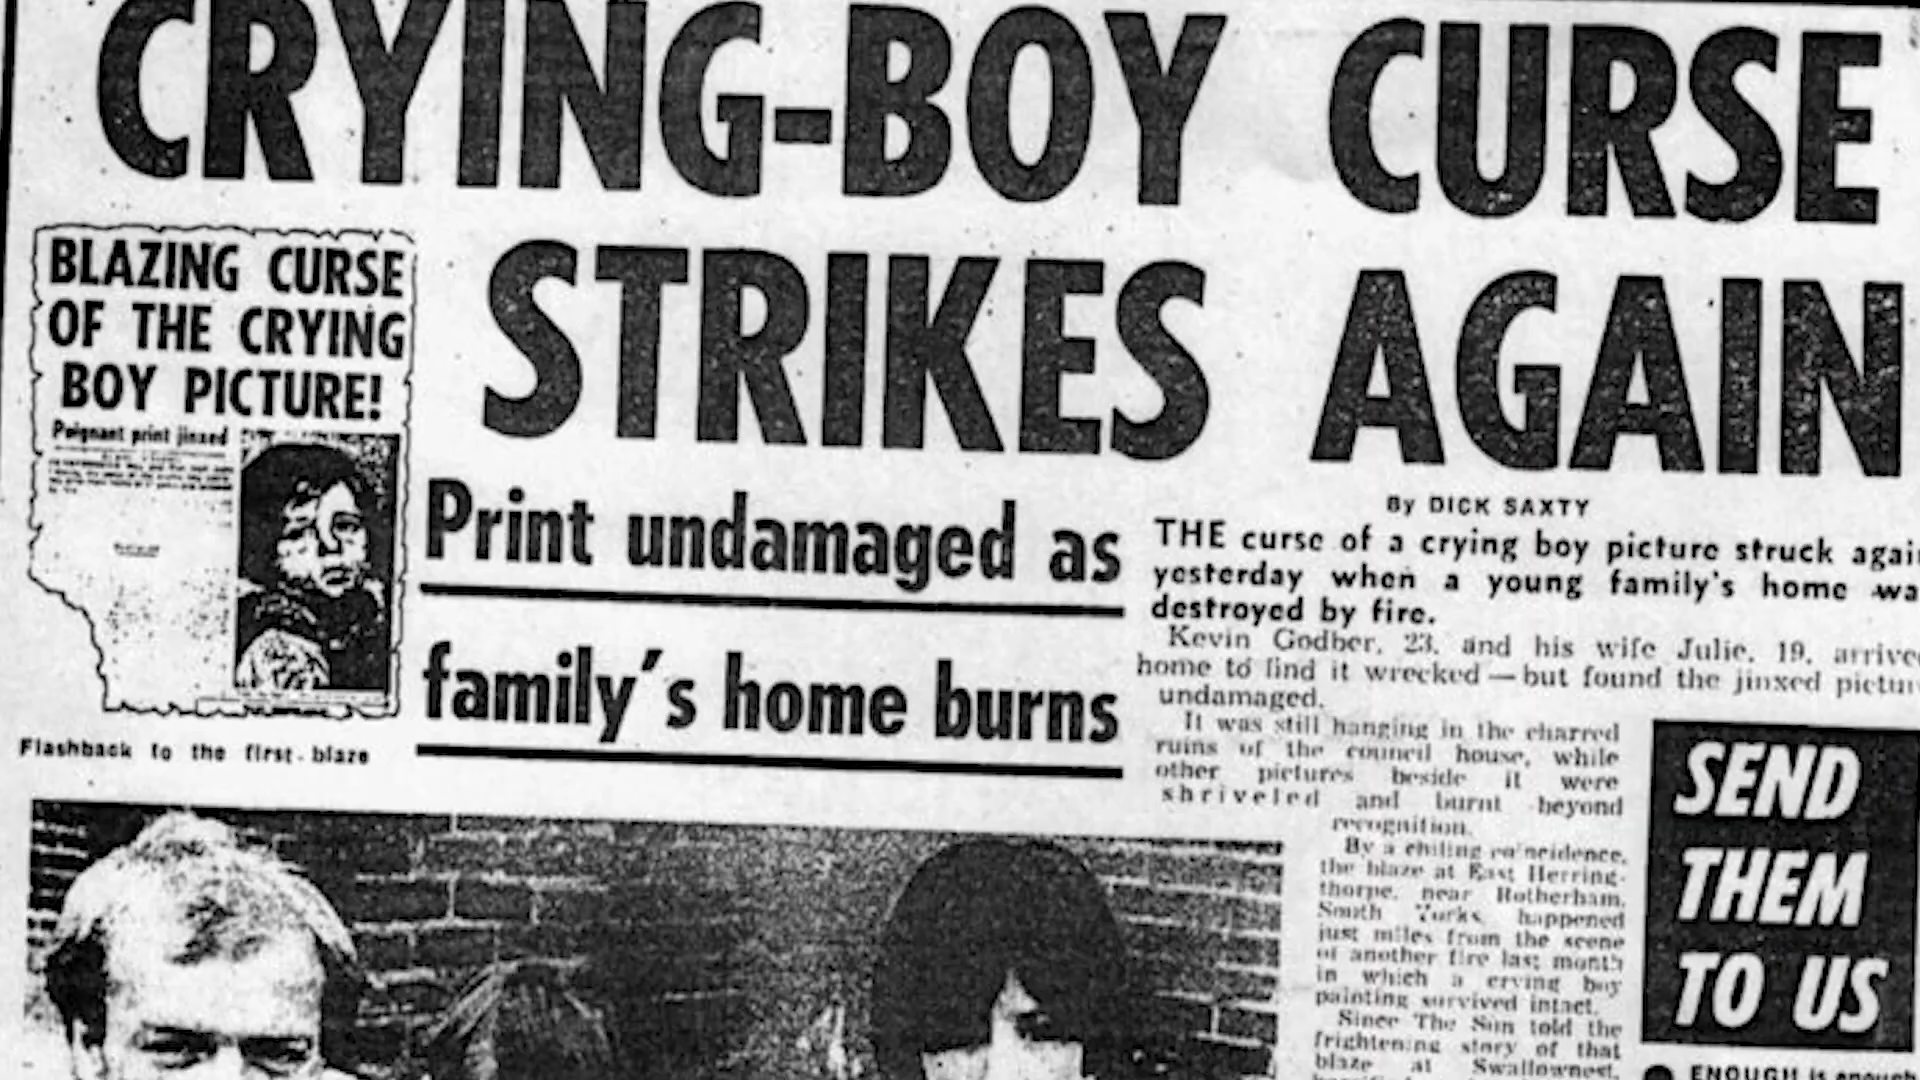 CRYING-BOY CURSE
STRIKES AGAIN
BLAZING CURSE
OF THE CRYING
BOY PICTURE!
Poignant print jinxed
Flashback to the first blaze
Print undamaged as
family's home burns
By DICK SAXTY
THE curse of a crying boy picture struck again
yesterday when a young family's home wa
destroyed by fire.
Kevin Godber, 23, and his wife Julie, 19, arrive
home to find it wrecked — but found the jinxed pictur
undamaged.
It was still hanging in the charred
ruins of the council house, while
other pictures beside it were
shriveled and burnt beyond
recognition.
By a chilling coincidence,
the blaze at East Herring-
thorpe, near Rotherham,
South Yorks, happened
just miles from the scene
of another fire last month
in which a crying boy
painting survived intact.
Since The Sun told the
frightening story of that
blaze at Swallownest,
SEND
THEM
TO US
ENOUGH is enough